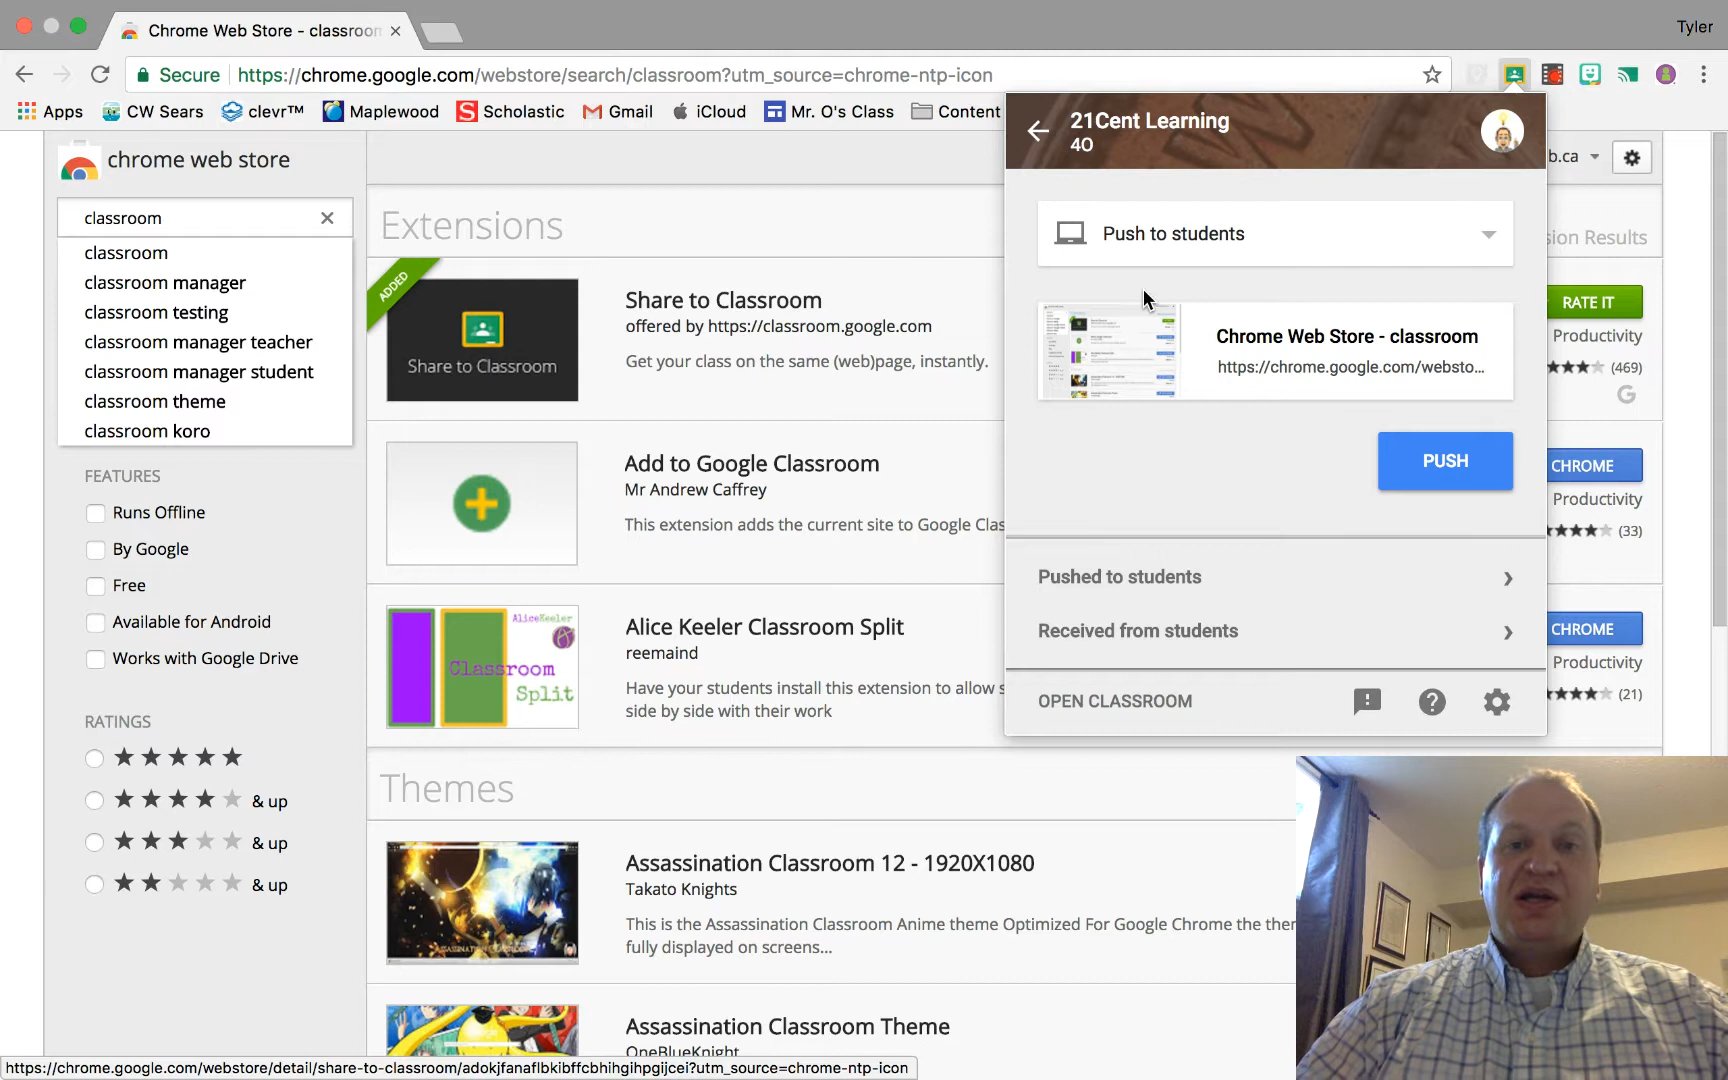 Chrome Web Store - classroom
Tyler
Secure
https://chrome.google.com/webstore/search/classroom?utm_source=chrome-ntp-icon
Apps
CW Sears
clevr™
Maplewood
Scholastic
Gmail
iCloud
Mr. O's Class
Content
chrome web store
classroom
classroom
classroom manager
classroom testing
classroom manager teacher
classroom manager student
classroom theme
classroom koro
FEATURES
Runs Offline
By Google
Free
Available for Android
Works with Google Drive
RATINGS
& up
& up
& up
Extensions
ADDED
Share to Classroom
Share to Classroom
offered by https://classroom.google.com
Get your class on the same (web)page, instantly.
Add to Google Classroom
Mr Andrew Caffrey
This extension adds the current site to Google Clas
AliceKeeler
Classroom
Split
Alice Keeler Classroom Split
reemaind
Have your students install this extension to allow s
side by side with their work
Themes
Assassination Classroom 12 - 1920X1080
Takato Knights
This is the Assassination Classroom Anime theme Optimized For Google Chrome the then
fully displayed on screens...
Assassination Classroom Theme
OneBlueKnight
21Cent Learning
4O
Push to students
Chrome Web Store - classroom
https://chrome.google.com/websto...
PUSH
Pushed to students
Received from students
OPEN CLASSROOM
b.ca
sion Results
RATE IT
Productivity
(469)
CHROME
Productivity
(33)
CHROME
Productivity
(21)
https://chrome.google.com/webstore/detail/share-to-classroom/adokjfanaflbkibffcbhihgihpgijcei?utm_source=chrome-ntp-icon